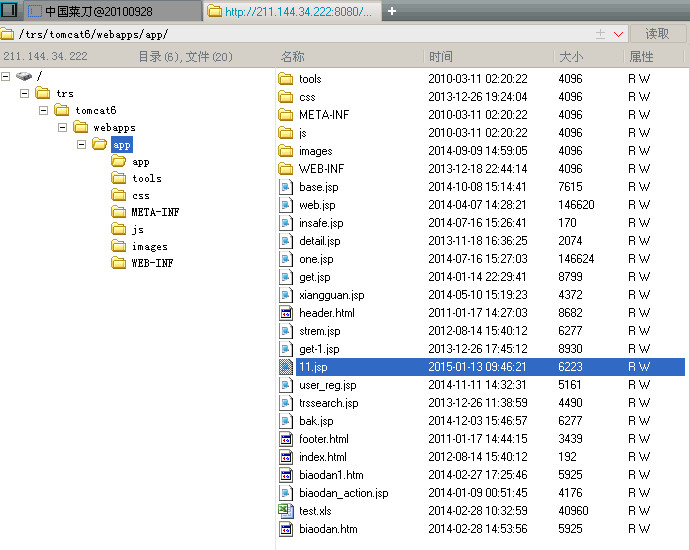 中国菜刀@20100928 http://211.144.34.222:8080/... +
/trs/tomcat6/webapps/app/ 读取
211.144.34.222 目录(6),文件(20) 名称 时间 大小 属性
/
trs
tomcat6
webapps
app
app
tools
css
META-INF
js
images
WEB-INF
tools 2010-03-11 02:20:22 4096 R W
css 2013-12-26 19:24:04 4096 R W
META-INF 2010-03-11 02:20:22 4096 R W
js 2010-03-11 02:20:22 4096 R W
images 2014-09-09 14:59:05 4096 R W
WEB-INF 2013-12-18 22:44:14 4096 R W
base.jsp 2014-10-08 15:14:41 7615 R W
web.jsp 2014-04-07 14:28:21 146620 R W
insafe.jsp 2014-07-16 15:26:41 170 R W
detail.jsp 2013-11-18 16:36:25 2074 R W
one.jsp 2014-07-16 15:27:03 146624 R W
get.jsp 2014-01-14 22:29:41 8799 R W
xiangguan.jsp 2014-05-10 15:19:23 4372 R W
header.html 2011-01-17 14:27:03 8682 R W
strem.jsp 2012-08-14 15:40:12 6277 R W
get-1.jsp 2013-12-26 17:45:12 8930 R W
11.jsp 2015-01-13 09:46:21 6223 R W
user_reg.jsp 2014-11-11 14:32:31 5161 R W
trssearch.jsp 2013-12-26 11:38:59 4490 R W
bak.jsp 2014-12-03 15:46:57 6277 R W
footer.html 2011-01-17 14:44:15 3439 R W
index.html 2012-08-14 15:40:12 192 R W
biaodan1.htm 2014-02-27 17:25:46 5925 R W
biaodan_action.jsp 2014-01-09 00:51:45 4176 R W
test.xls 2014-02-28 10:32:59 40960 R W
biaodan.htm 2014-02-28 14:53:56 5925 R W